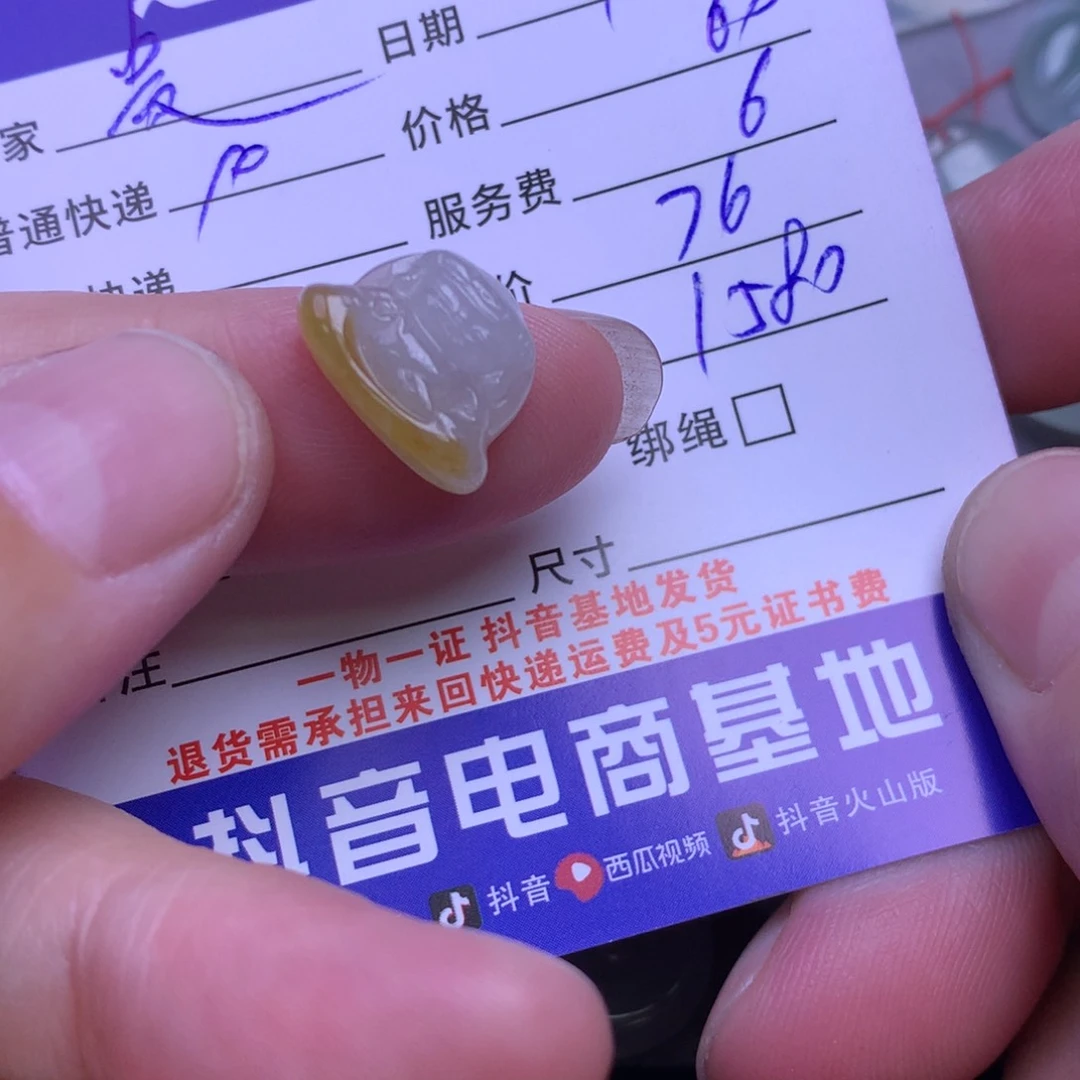 日期
家
价格 6
普通快递
服务费 76
快递
价 1580
绑绳
尺寸
注
一物一证 抖音基地发货
退货需承担来回快递运费及5元证书费
抖音电商基地
抖音 西瓜视频 抖音火山版